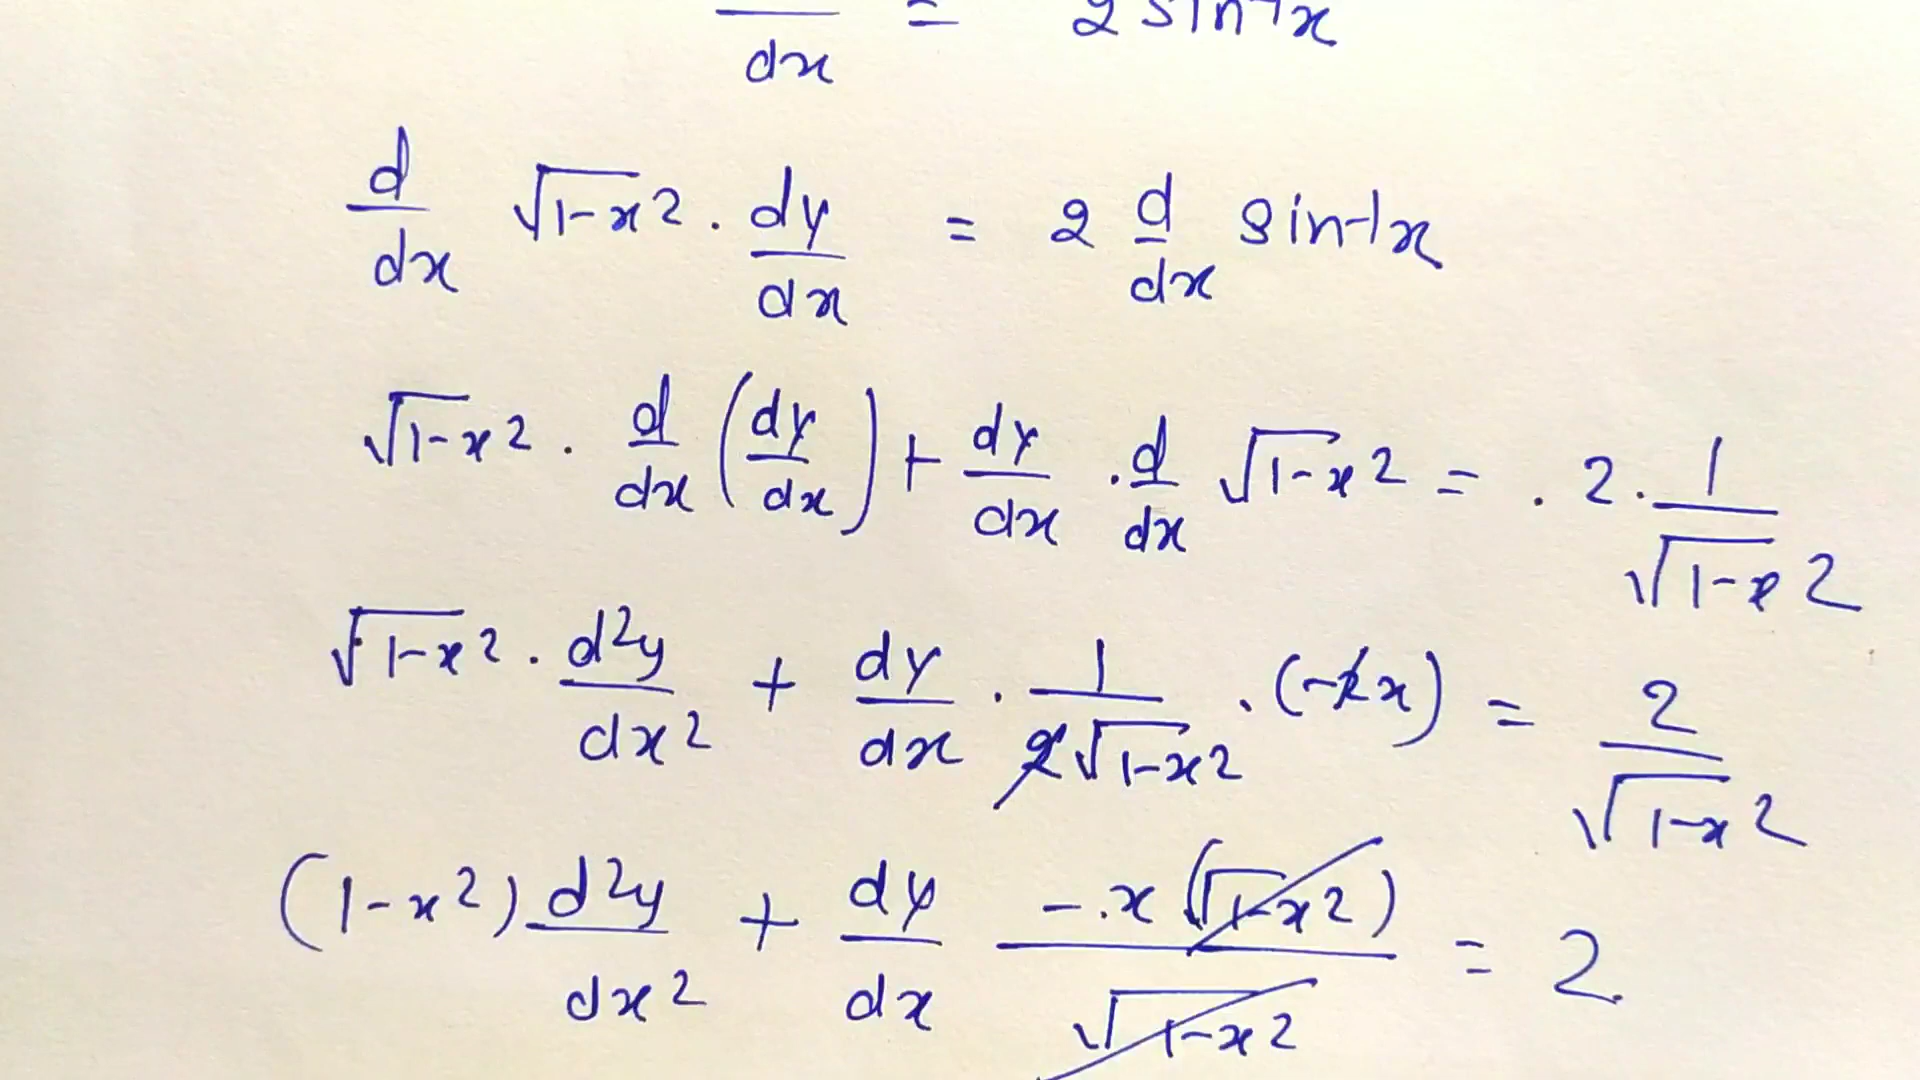 /dx = 2 sin-1x
d/dx √1-x2 . dy/dx = 2 d/dx sin-1x
√1-x2 . d/dx (dy/dx) + dy/dx . d/dx √1-x2 = . 2 . 1/√1-x2
√1-x2 . d2y/dx2 + dy/dx . 1/2√1-x2 . (-2x) = 2/√1-x2
(1-x2) d2y/dx2 + dy/dx -.x(√1-x2)/√1-x2 = 2.